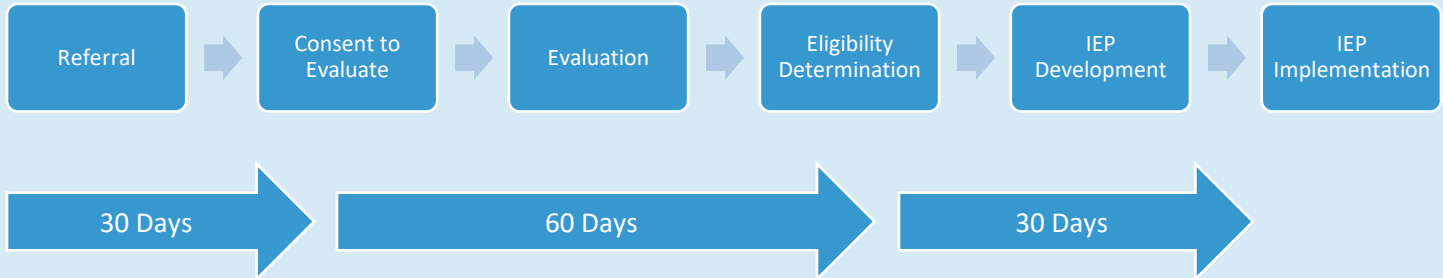 Referral
Consent to
Evaluate
Evaluation
Eligibility
Determination
IEP
Development
IEP
Implementation
30 Days
60 Days
30 Days